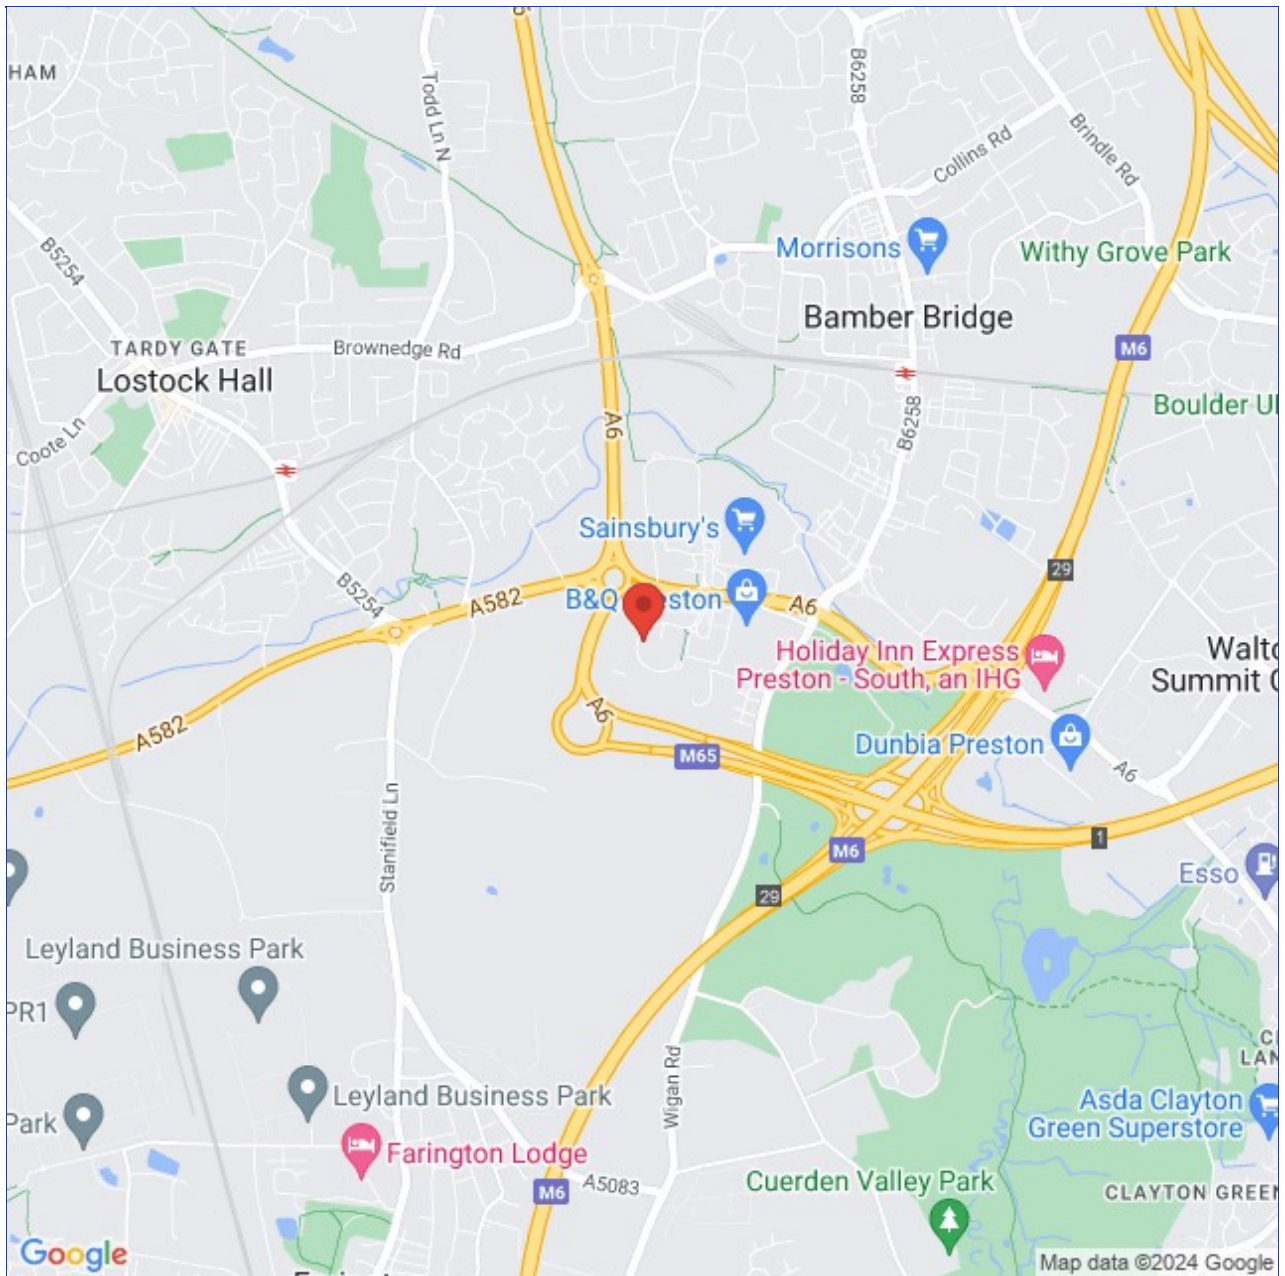 6
HAM
Todd Ln N
B6258
Collins Rd
Brindle Rd
B5254
Morrisons
Withy Grove Park
Bamber Bridge
TARDY GATE
Brownedge Rd
M6
Lostock Hall
Boulder U
Coote Ln
A6
B6258
Sainsbury's
29
B5254
A582
B&Q
eston
A6
Holiday Inn Express
Preston - South, an IHG
Walto
Summit C
A6
A582
Dunbia Preston
M65
A6
Stanifield Ln
1
M6
Esso
29
Leyland Business Park
PR1
C
LAN
Wigan Rd
Leyland Business Park
Park
Asda Clayton
Green Superstore
Farington Lodge
A5083
M6
Cuerden Valley Park
CLAYTON GREEN
Google
Map data ©2024 Google